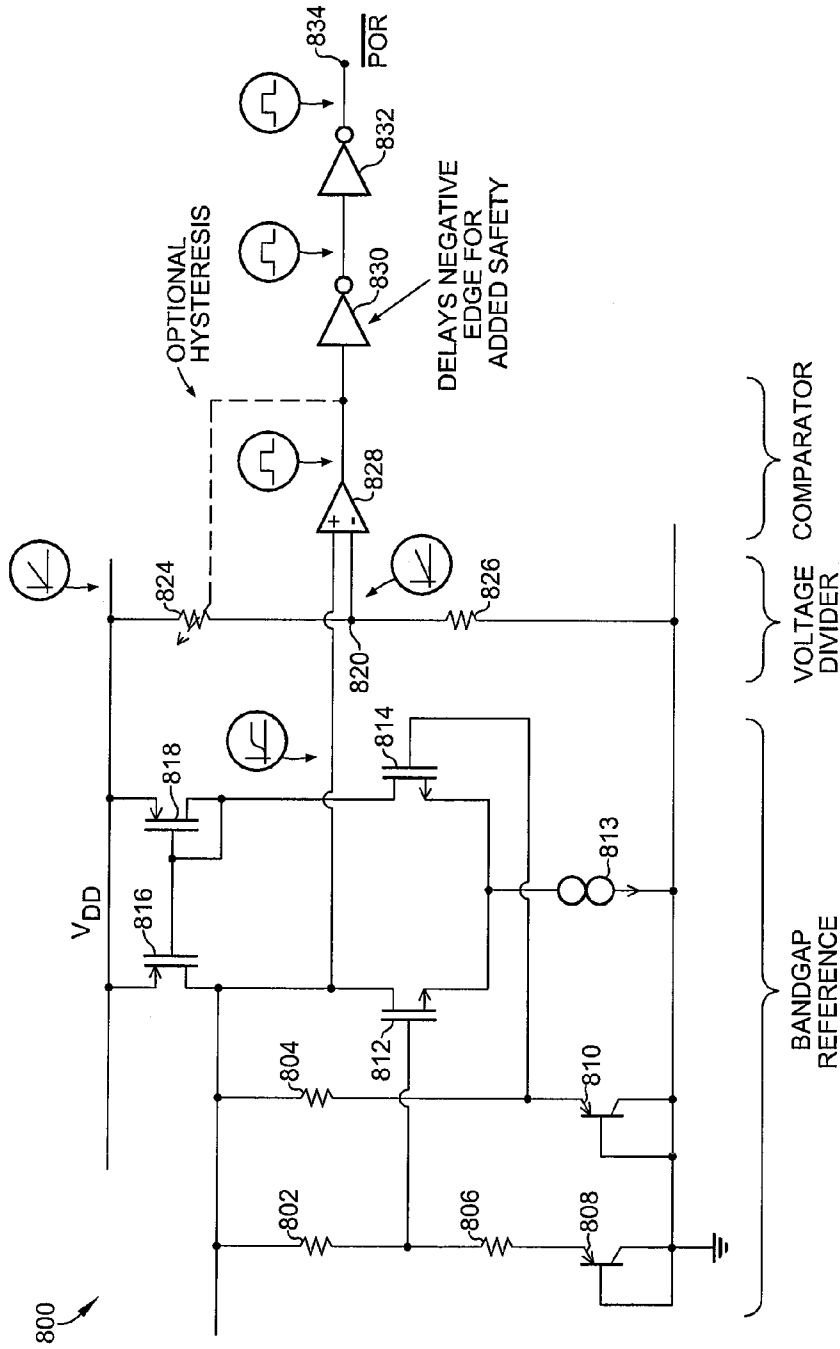 800
V_DD
816
818
824
OPTIONAL
HYSTERESIS
802
804
812
814
820
+
-
828
830
832
834
P̅O̅R̅
806
808
810
813
826
DELAYS NEGATIVE
EDGE FOR
ADDED SAFETY
BANDGAP
REFERENCE
VOLTAGE
DIVIDER
COMPARATOR